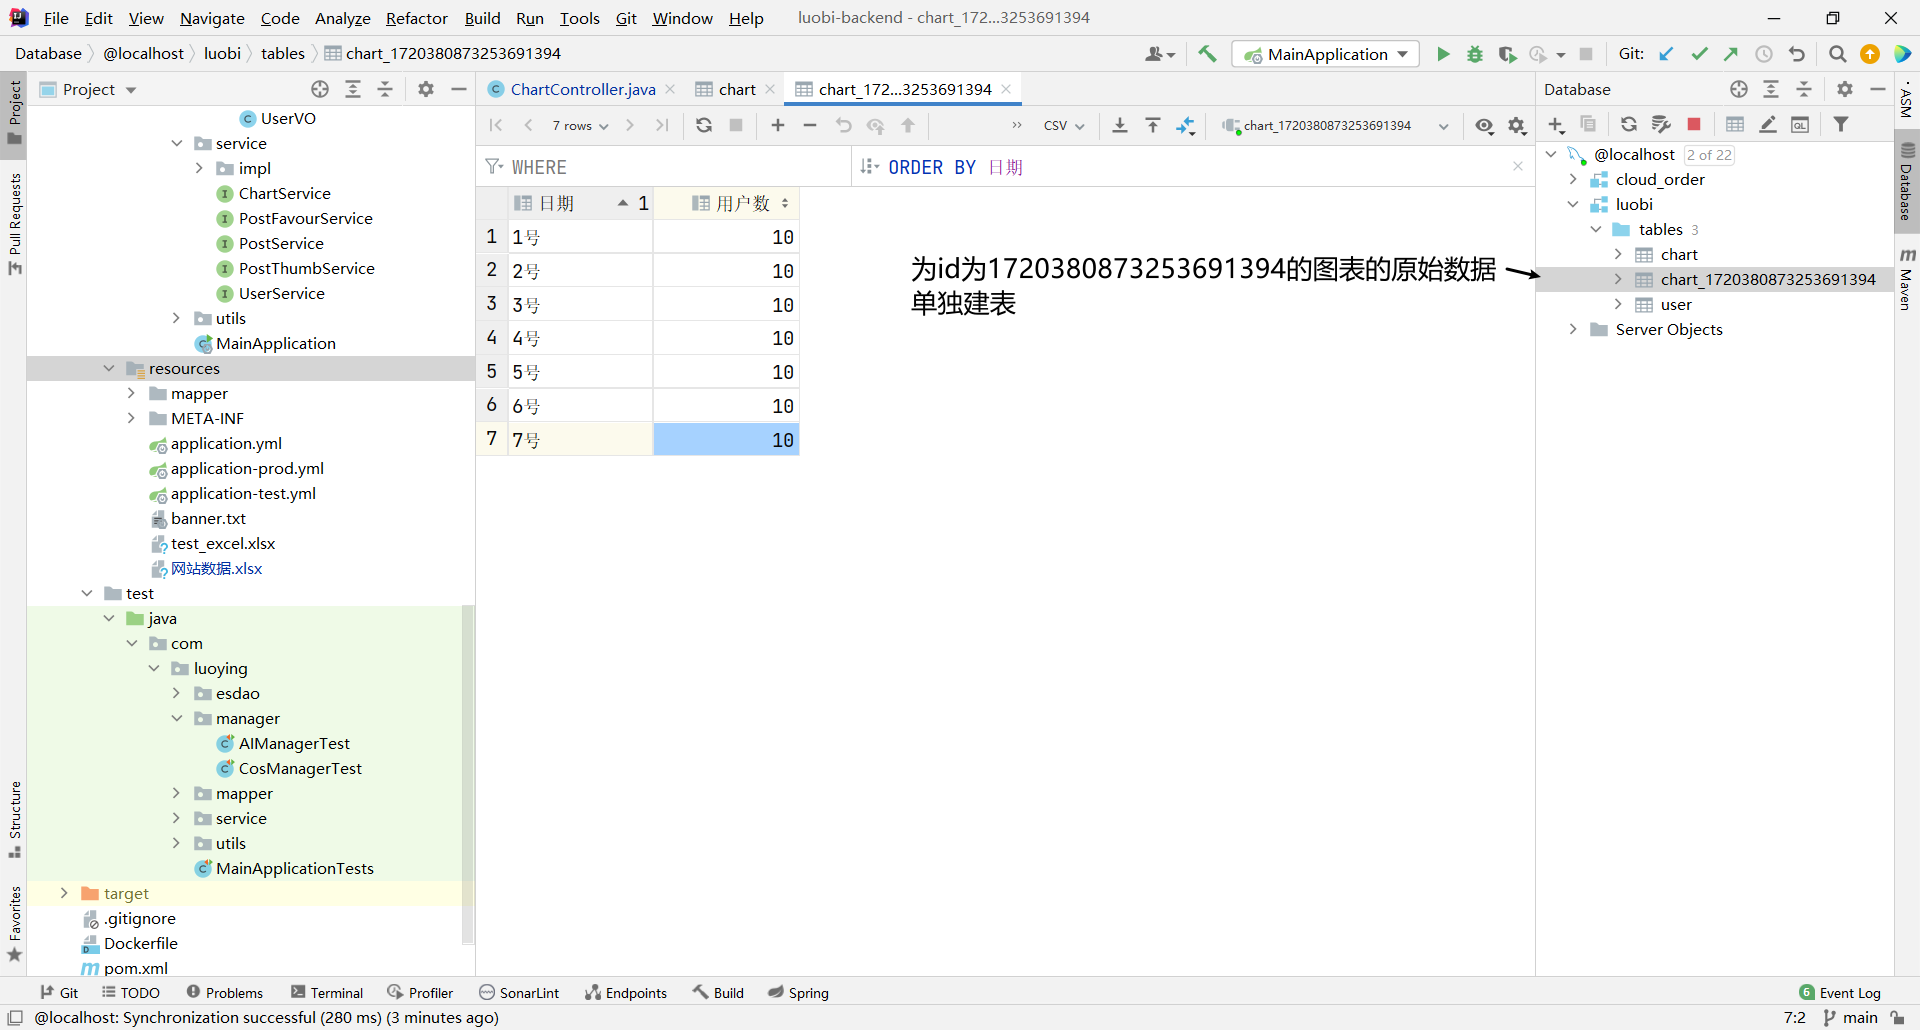 File Edit View Navigate Code Analyze Refactor Build Run Tools Git Window Help luobi-backend - chart_172...3253691394
Database @localhost luobi tables chart_1720380873253691394
MainApplication
Git:
Project
ChartController.java
chart
chart_172...3253691394
Database
7 rows
CSV
chart_1720380873253691394
WHERE
ORDER BY 日期
日期 1 用户数
1 1号 10
2 2号 10
3 3号 10
4 4号 10
5 5号 10
6 6号 10
7 7号 10
为id为1720380873253691394的图表的原始数据
单独建表
UserVO
service
impl
ChartService
PostFavourService
PostService
PostThumbService
UserService
utils
MainApplication
resources
mapper
META-INF
application.yml
application-prod.yml
application-test.yml
banner.txt
test_excel.xlsx
网站数据.xlsx
test
java
com
luoying
esdao
manager
AIManagerTest
CosManagerTest
mapper
service
utils
MainApplicationTests
target
.gitignore
Dockerfile
pom.xml
@localhost 2 of 22
cloud_order
luobi
tables 3
chart
chart_1720380873253691394
user
Server Objects
Project
Pull Requests
Structure
Favorites
ASM
Database
Maven
Git TODO Problems Terminal Profiler SonarLint Endpoints Build Spring 6 Event Log
@localhost: Synchronization successful (280 ms) (3 minutes ago) 7:2 main